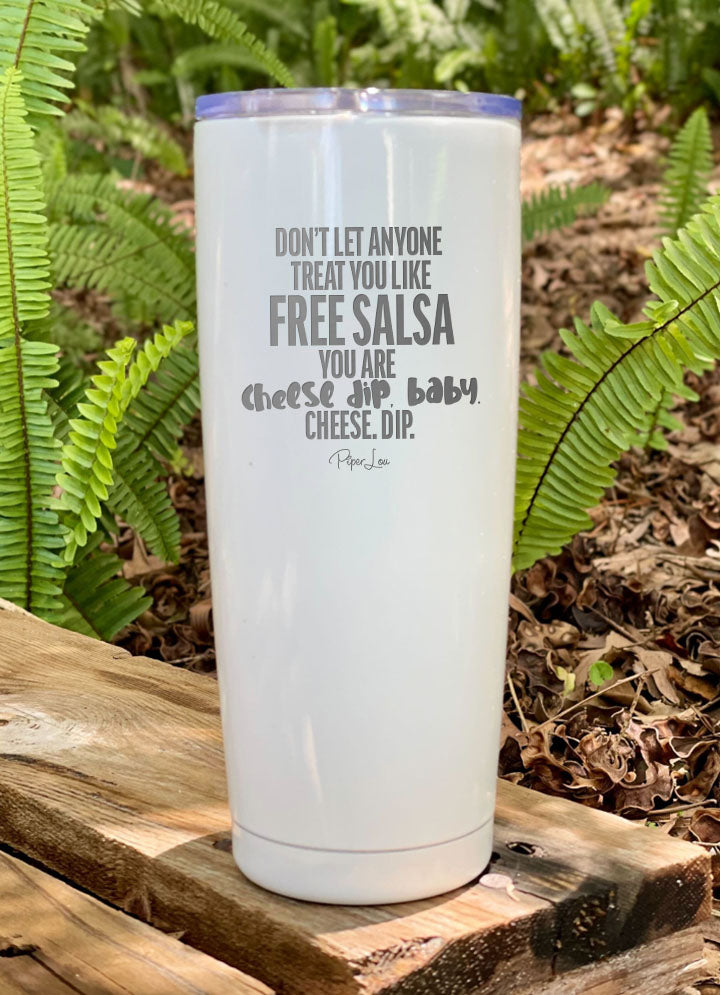 DON'T LET ANYONE
TREAT YOU LIKE
FREE SALSA
YOU ARE
cheese dip, baby.
CHEESE. DIP.
Piper Lou